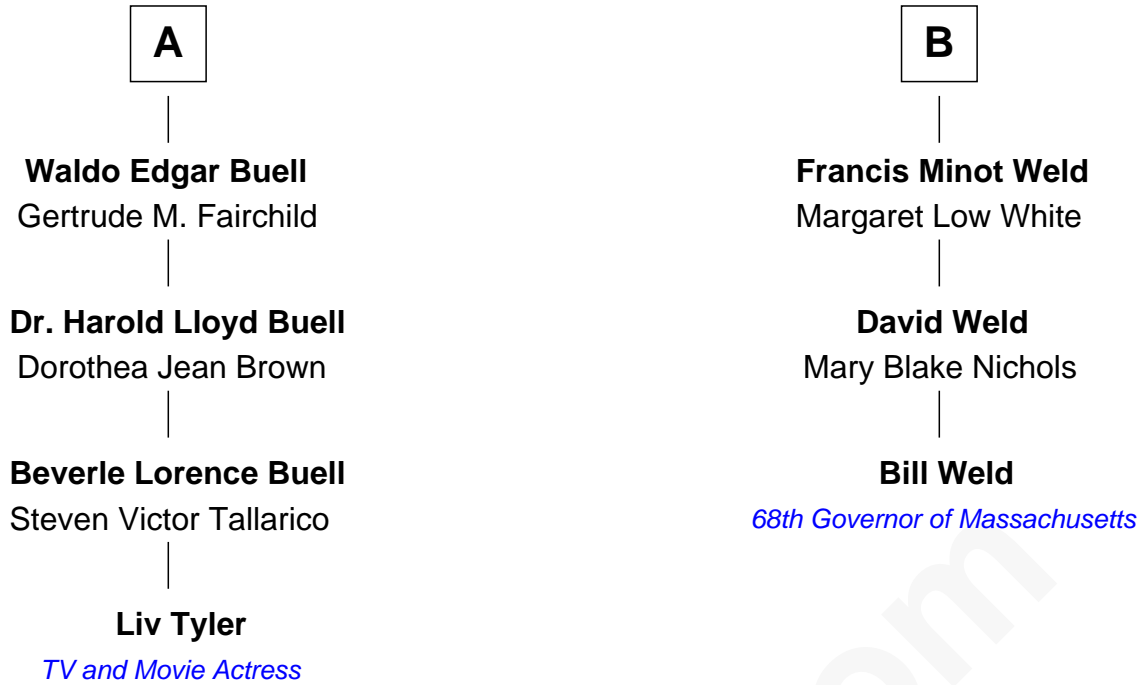 A
Waldo Edgar Buell
Gertrude M. Fairchild
Dr. Harold Lloyd Buell
Dorothea Jean Brown
Beverle Lorence Buell
Steven Victor Tallarico
Liv Tyler
TV and Movie Actress
B
Francis Minot Weld
Margaret Low White
David Weld
Mary Blake Nichols
Bill Weld
68th Governor of Massachusetts
om